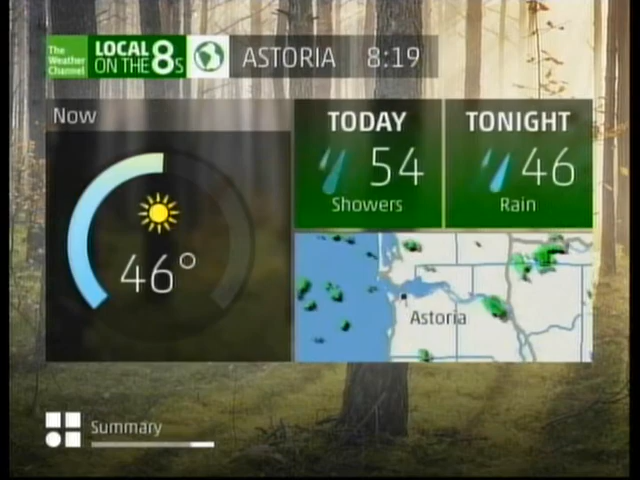 The
Weather
Channel
LOCAL
ON THE 8s
ASTORIA 8:19
Now
46°
TODAY
54
Showers
TONIGHT
46
Rain
Astoria
Summary